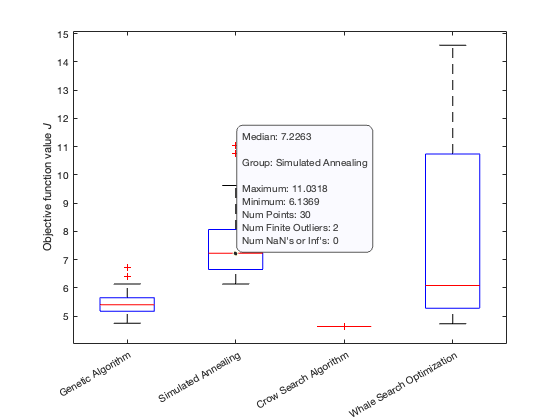 15
14
13
12
11
10
9
8
7
6
5
Objective function value J
Median: 7.2263
Group: Simulated Annealing
Maximum: 11.0318
Minimum: 6.1369
Num Points: 30
Num Finite Outliers: 2
Num NaN's or Inf's: 0
Genetic Algorithm
Simulated Annealing
Crow Search Algorithm
Whale Search Optimization